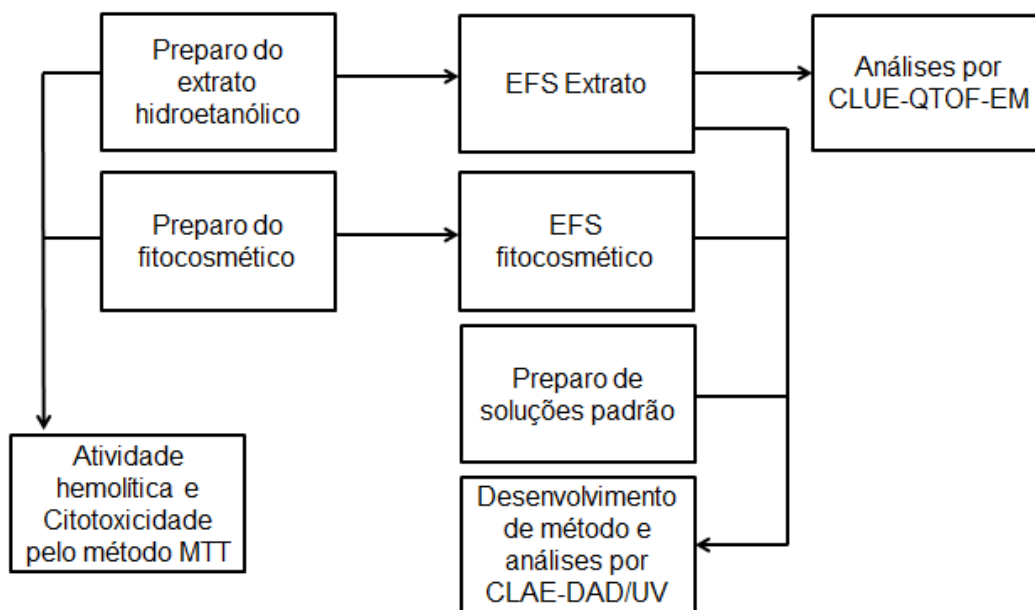 Preparo do
extrato
hidroetanólico
EFS Extrato
Análises por
CLUE-QTOF-EM
Preparo do
fitocosmético
EFS
fitocosmético
Preparo de
soluções padrão
Atividade
hemolítica e
Citotoxicidade
pelo método MTT
Desenvolvimento
de método e
análises por
CLAE-DAD/UV